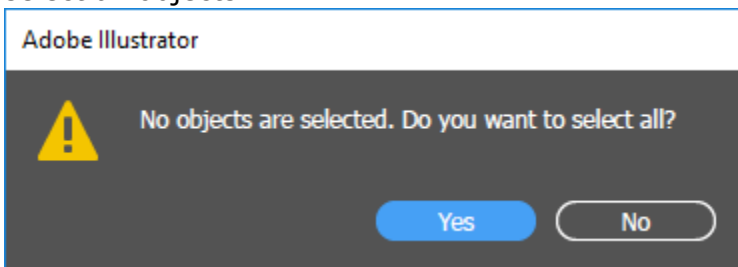 Adobe Illustrator
No objects are selected. Do you want to select all?
Yes
No